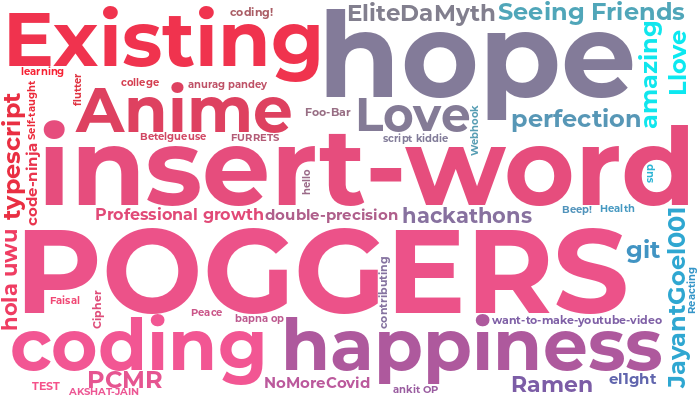 coding!
EliteDaMyth
Seeing Friends
Existing
hope
amazing
Llove
learning
flutter
college
anurag pandey
Self-taught
Anime
Foo-Bar
Love
perfection
Webhook
Betelgueuse
FURRETS
script kiddie
typescript
code-ninja
insert-word
hello
sup
Professional growth
double-precision
hackathons
Beep!
Health
POGGERS
git
JayantGoel001
Reacting
hola uwu
Faisal
Cipher
Peace
bapna op
contributing
want-to-make-youtube-video
coding
happiness
PCMR
TEST
AKSHAT-JAIN
NoMoreCovid
ankit OP
Ramen
el1ght